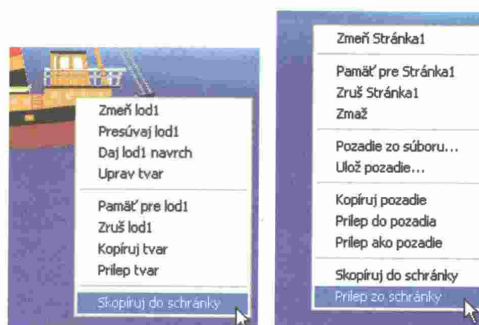 Zmeň lod1
Presúvaj lod1
Daj lod1 navrch
Uprav tvar
Pamäť pre lod1
Zruš lod1
Kopíruj tvar
Prilep tvar
Skopíruj do schránky
Zmeň Stránka1
Pamäť pre Stránka1
Zruš Stránka1
Zmaž
Pozadie zo súboru...
Ulož pozadie...
Kopíruj pozadie
Prilep do pozadia
Prilep ako pozadie
Skopíruj do schránky
Prilep zo schránky